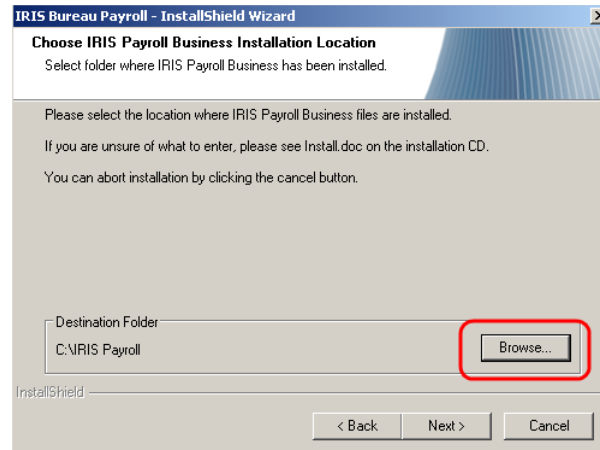 IRIS Bureau Payroll - InstallShield Wizard
Choose IRIS Payroll Business Installation Location
Select folder where IRIS Payroll Business has been installed.
Please select the location where IRIS Payroll Business files are installed.
If you are unsure of what to enter, please see Install.doc on the installation CD.
You can abort installation by clicking the cancel button.
Destination Folder
C:\IRIS Payroll
Browse...
InstallShield
< Back
Next >
Cancel